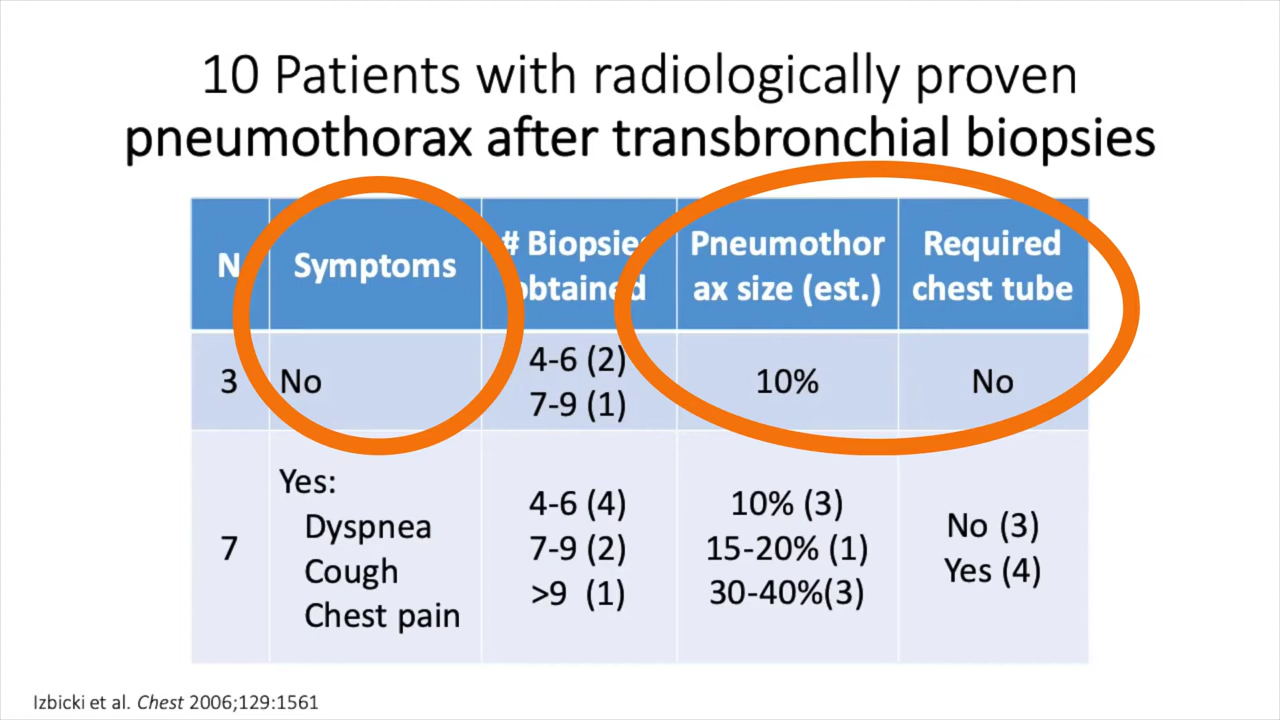 10 Patients with radiologically proven
pneumothorax after transbronchial biopsies
N Symptoms # Biopsies obtained Pneumothor ax size (est.) Required chest tube
3 No 4-6 (2) 10% No
7-9 (1)
7 Yes:
Dyspnea
Cough
Chest pain
4-6 (4)
7-9 (2)
>9 (1)
10% (3)
15-20% (1)
30-40%(3)
No (3)
Yes (4)
Izbicki et al. Chest 2006;129:1561